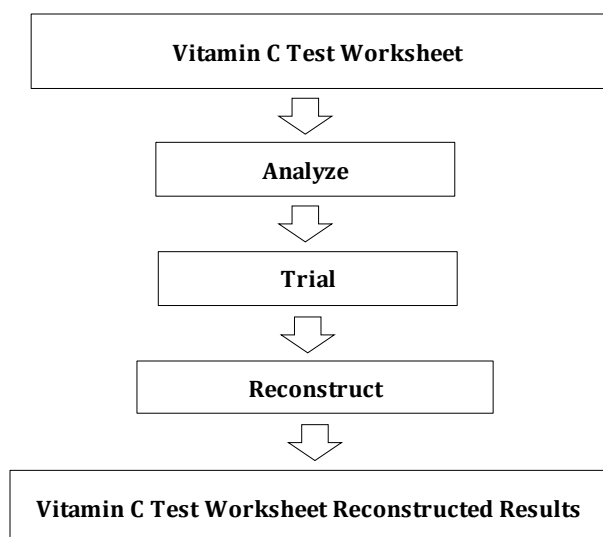 Vitamin C Test Worksheet
Analyze
Trial
Reconstruct
Vitamin C Test Worksheet Reconstructed Results